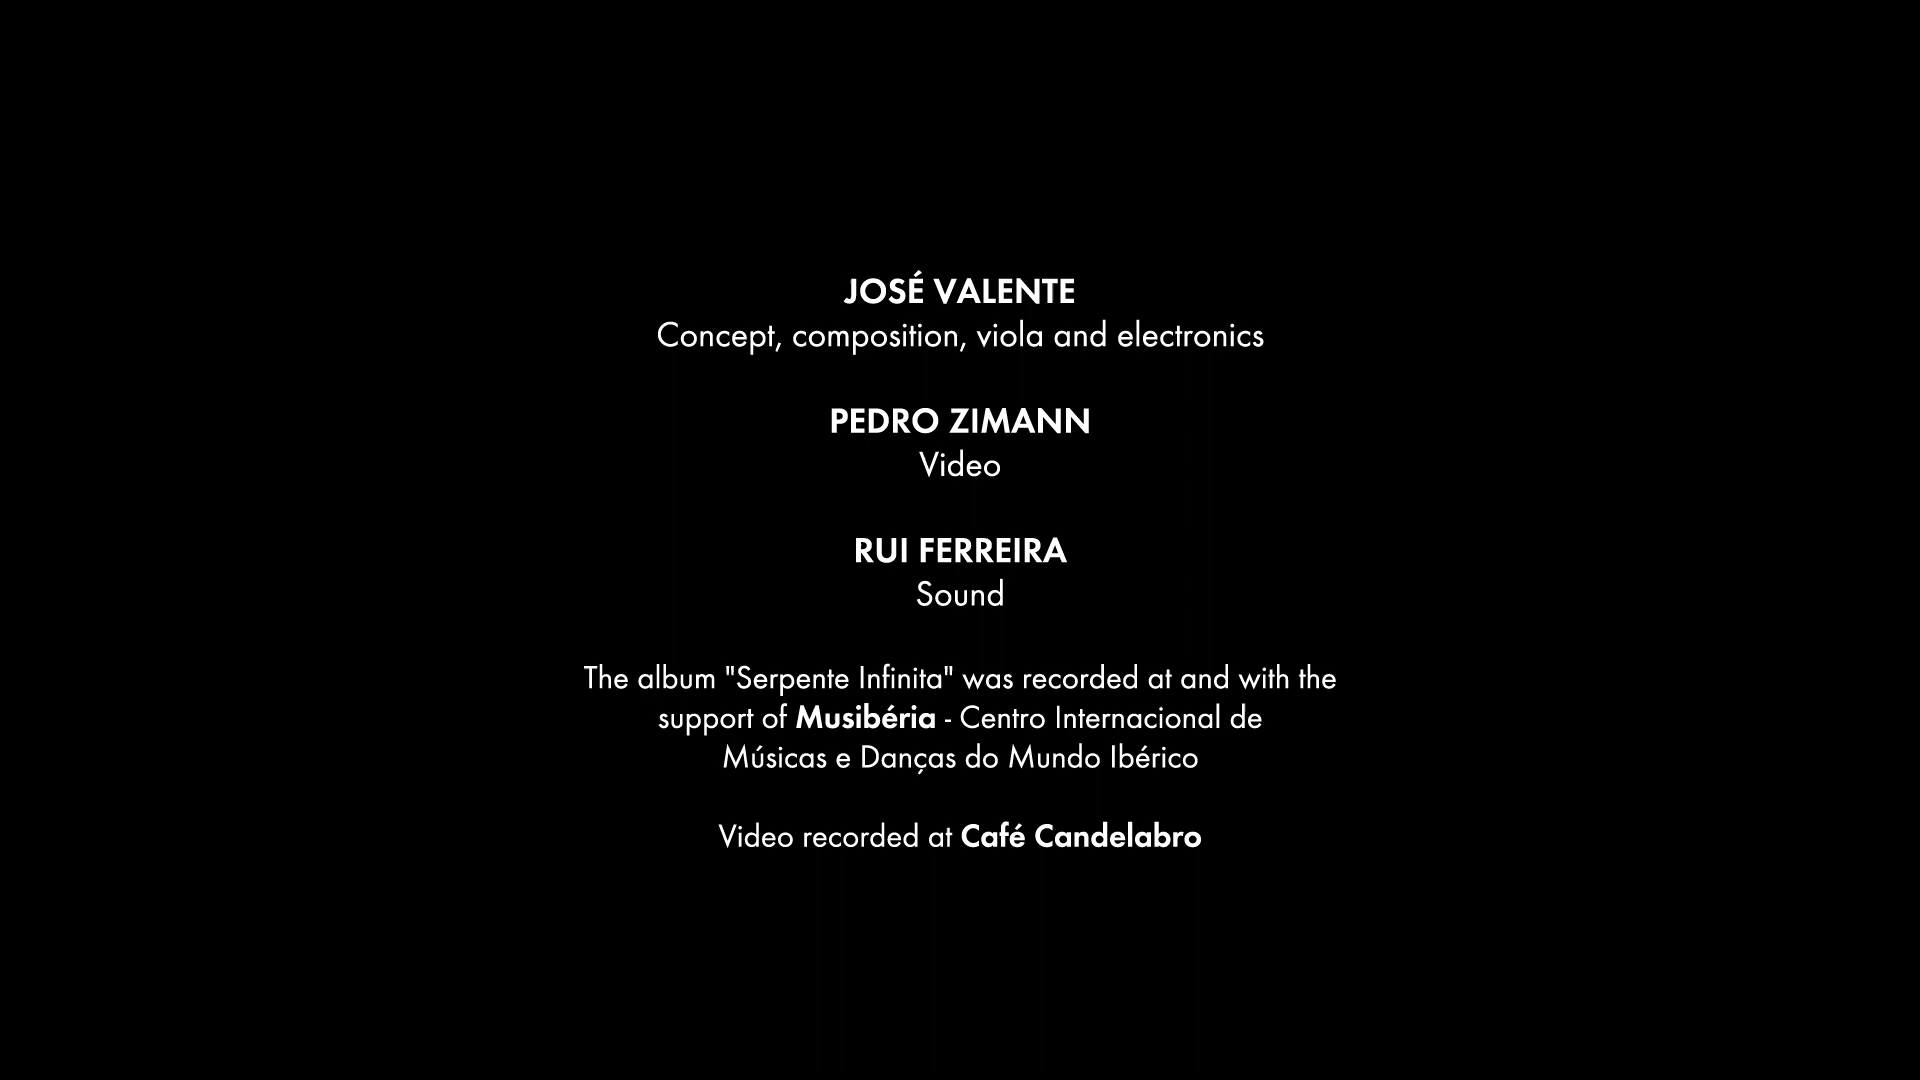 JOSÉ VALENTE
Concept, composition, viola and electronics
PEDRO ZIMANN
Video
RUI FERREIRA
Sound
The album "Serpente Infinita" was recorded at and with the
support of Musibéria - Centro Internacional de
Músicas e Danças do Mundo Ibérico
Video recorded at Café Candelabro